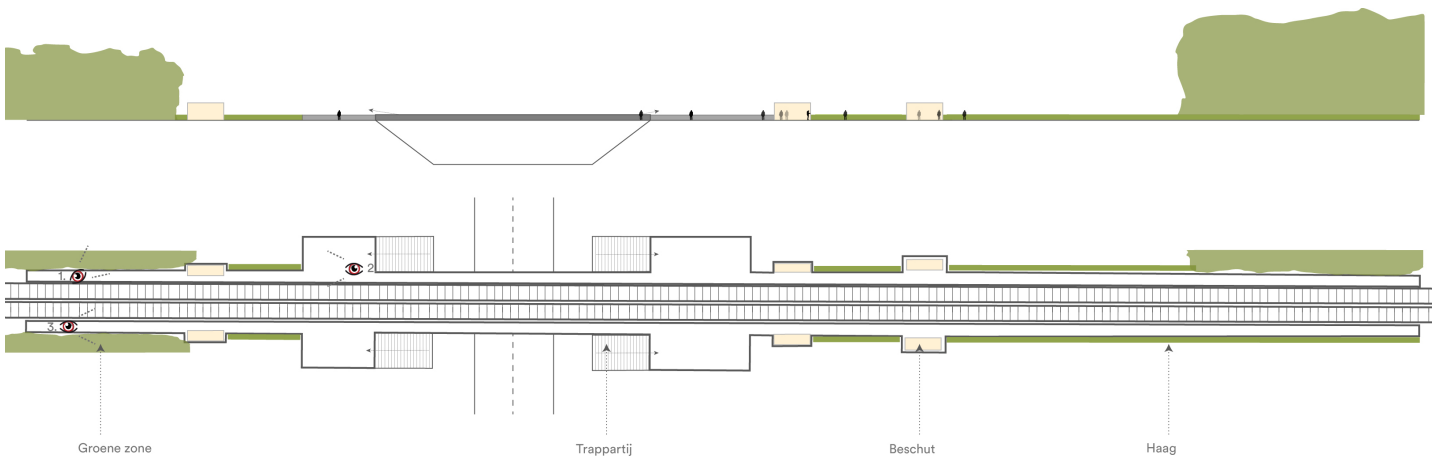 1.
2
3.
Groene zone
Trappartij
Beschut
Haag